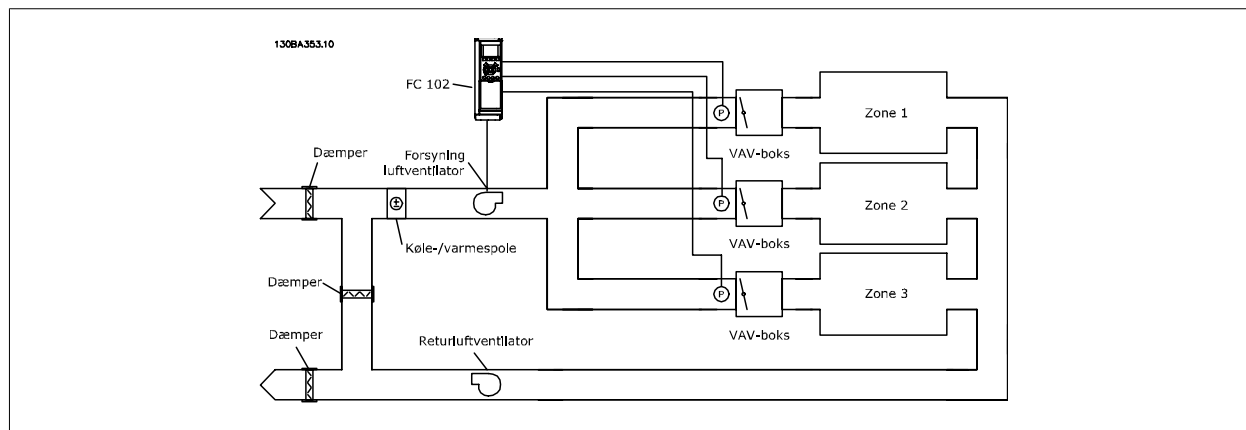 130BA353.10
FC 102
Dæmper
Forsyning
luftventilator
P
VAV-boks
Zone 1
P
VAV-boks
Zone 2
±
Køle-/varmespole
Dæmper
P
VAV-boks
Zone 3
Dæmper
Returluftventilator